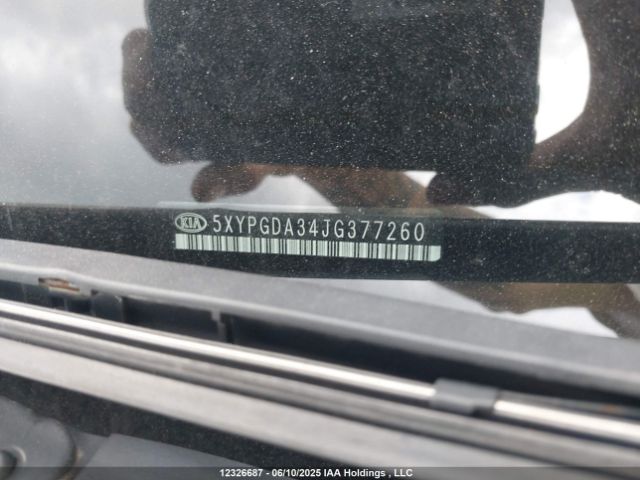 KIA 5XYPGDA34JG377260
12326687 - 06/10/2025 IAA Holdings , LLC